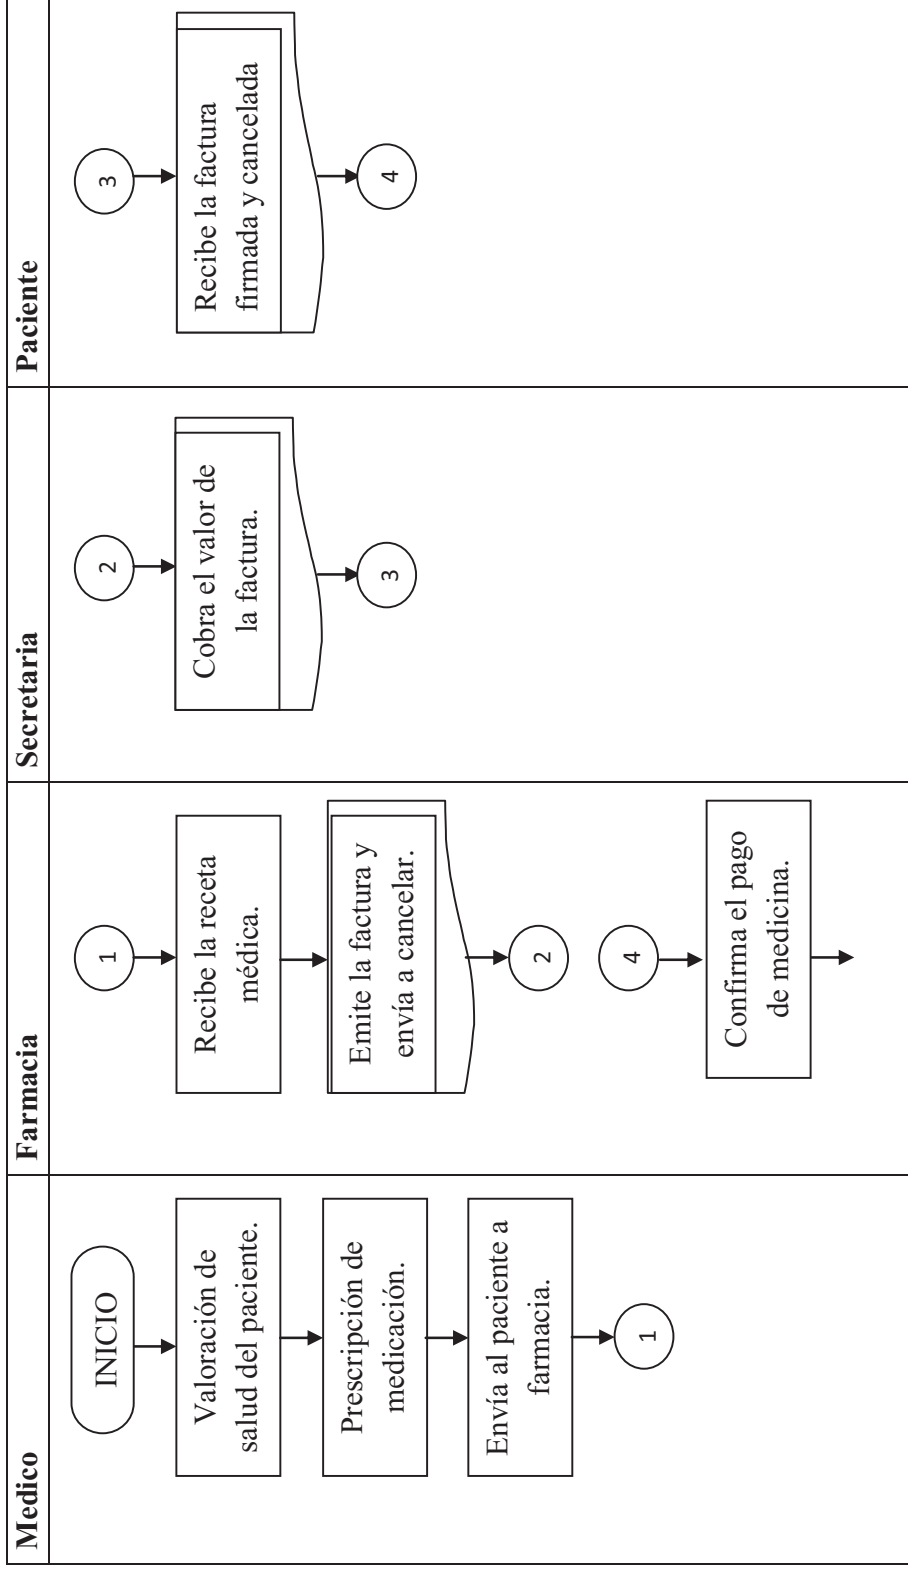 Medico
Farmacia
Secretaria
Paciente
INICIO
Valoración de
salud del paciente.
Prescripción de
medicación.
Envía al paciente a
farmacia.
1
1
Recibe la receta
médica.
Emite la factura y
envía a cancelar.
2
4
Confirma el pago
de medicina.
2
Cobra el valor de
la factura.
3
3
Recibe la factura
firmada y cancelada
4